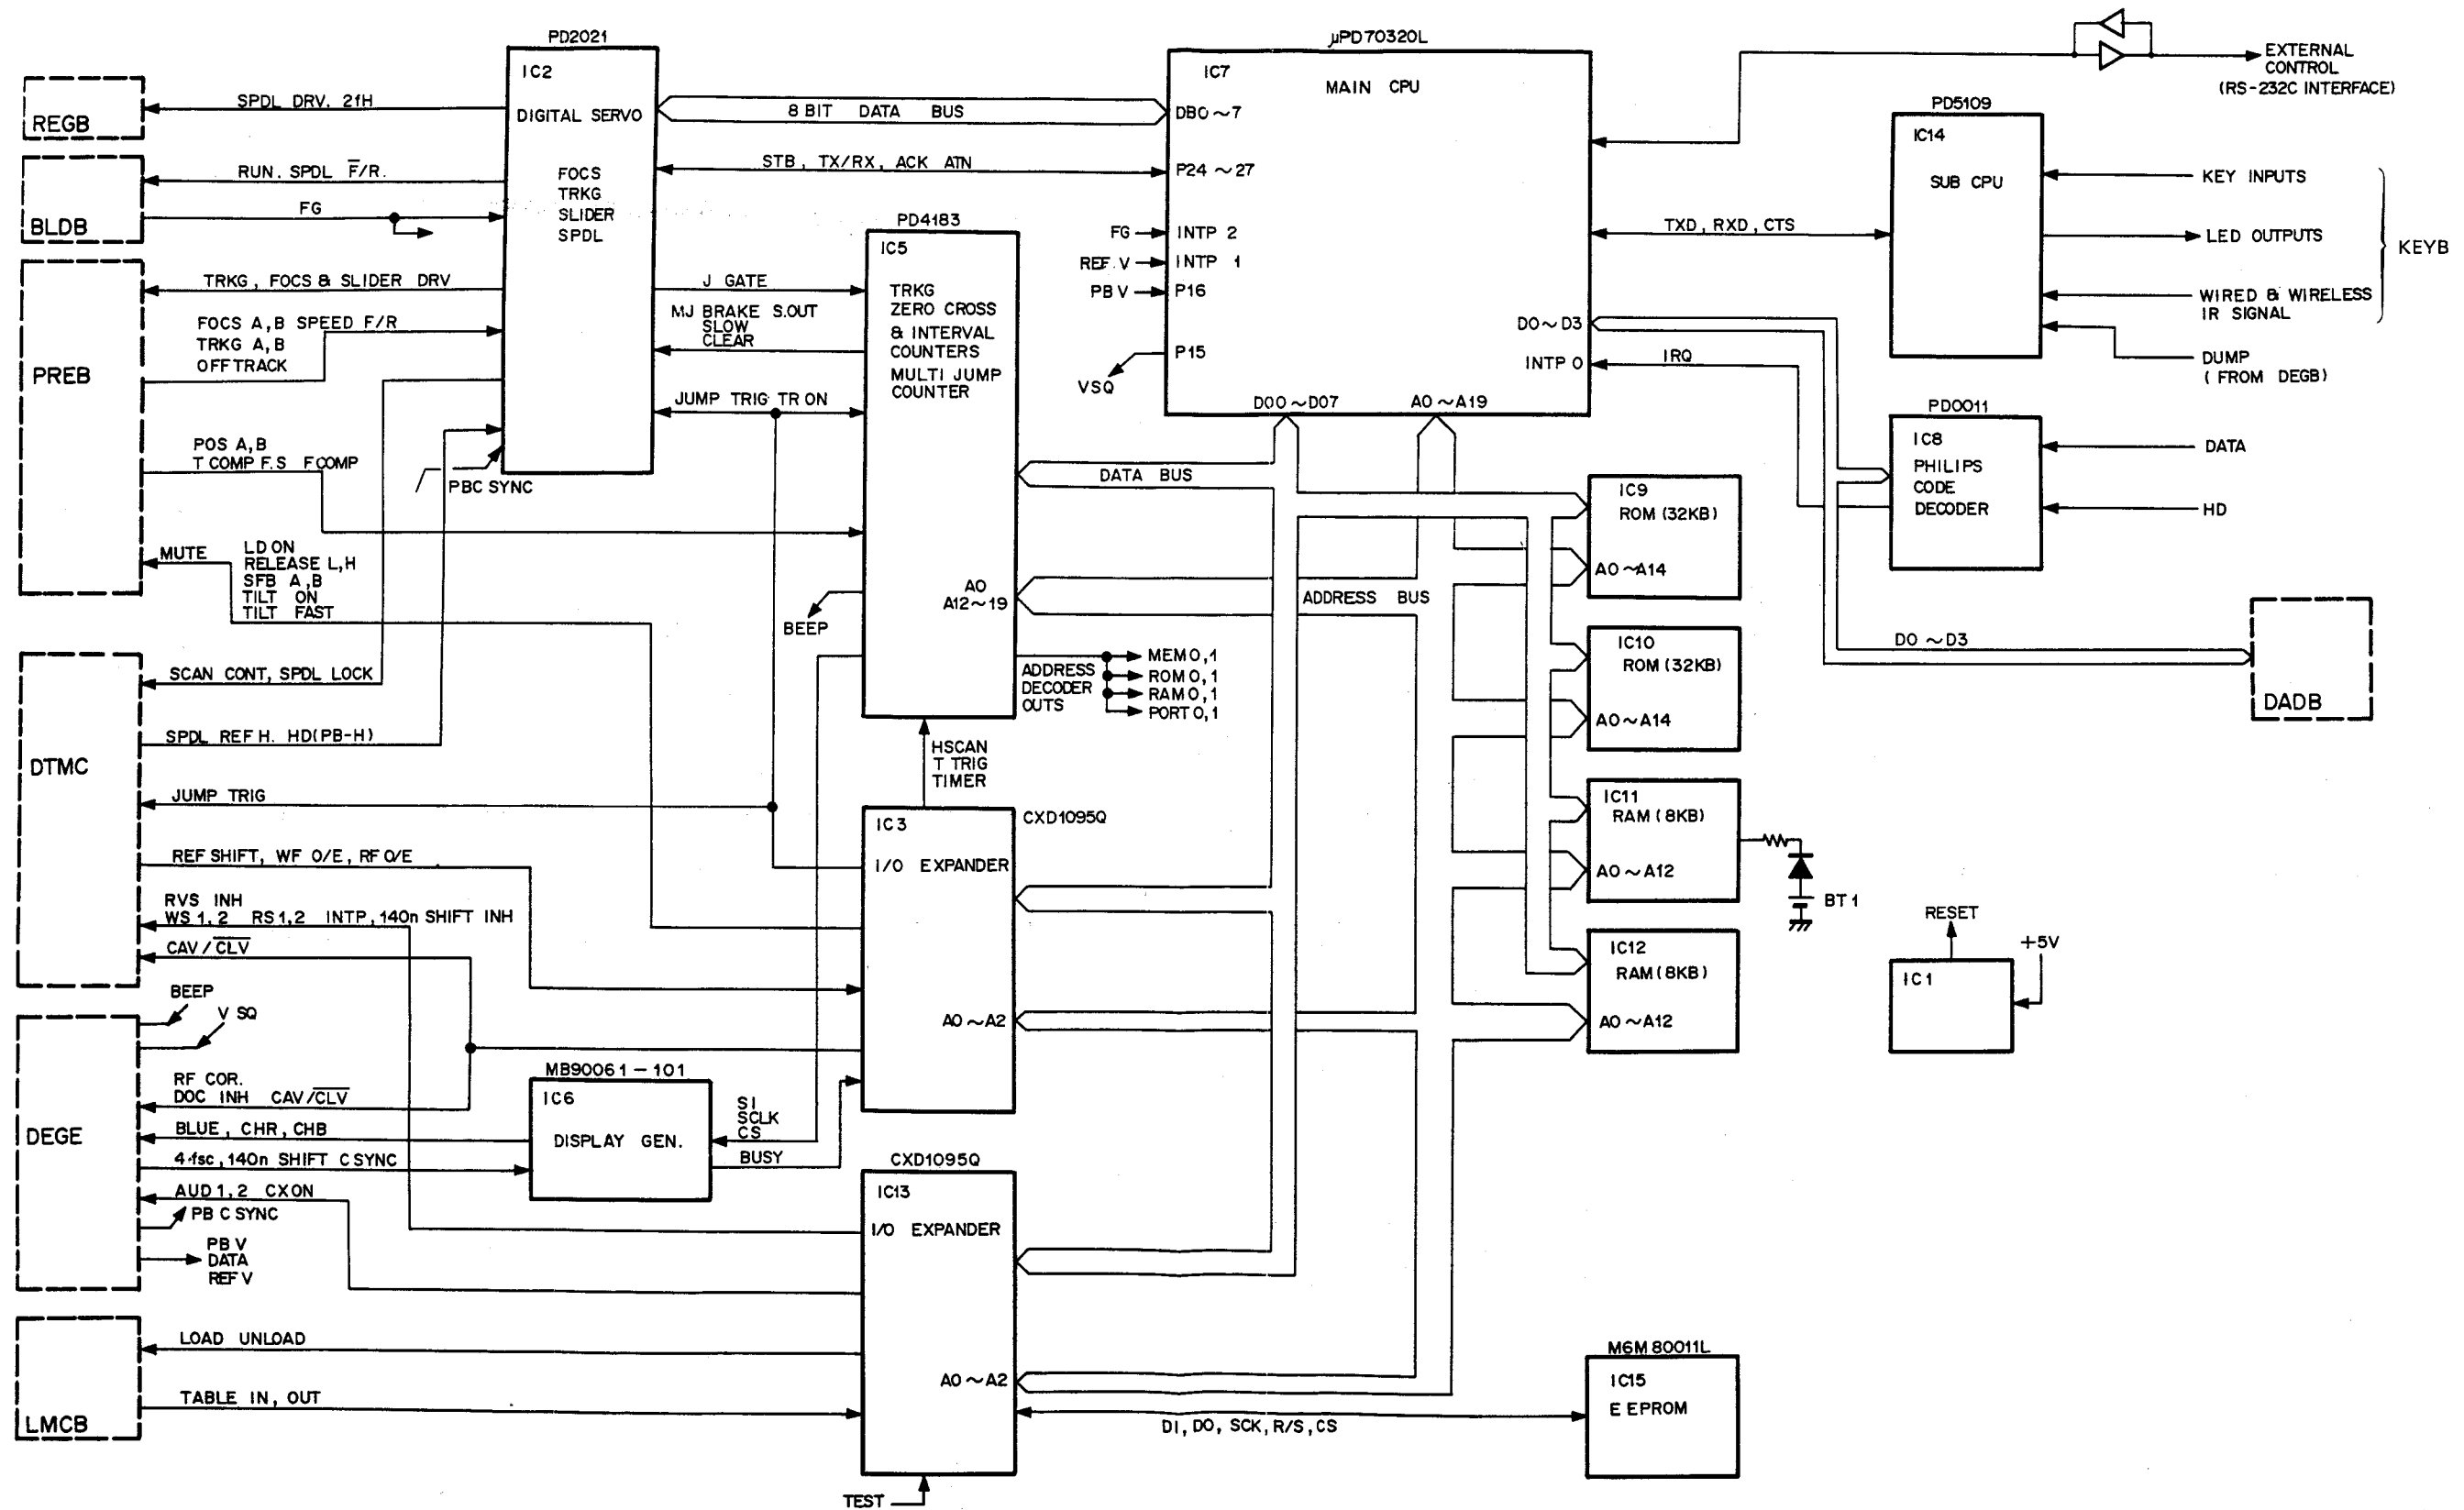 PD2021
IC2
DIGITAL SERVO
FOCS
TRKG
SLIDER
SPDL
REGB
SPDL DRV. 2fH
BLDB
RUN. SPDL F̅/R.
FG
PREB
TRKG, FOCS & SLIDER DRV
FOCS A,B SPEED F/R
TRKG A,B
OFF TRACK
POS A,B
T COMP F.S F COMP
PBC SYNC
MUTE
LD ON
RELEASE L,H
SFB A,B
TILT ON
TILT FAST
DTMC
SCAN CONT, SPDL LOCK
SPDL REF H. HD(PB-H)
JUMP TRIG
REF SHIFT, WF O/E, RF O/E
RVS INH
WS 1,2 RS 1,2 INTP, 140n SHIFT INH
CAV/C̅L̅V̅
DEGE
BEEP
V SQ
RF COR.
DOC INH CAV/C̅L̅V̅
BLUE, CHR, CHB
4·fsc, 140n SHIFT C SYNC
AUD 1,2 CXON
PB C SYNC
PB V
DATA
REF V
LMCB
LOAD UNLOAD
TABLE IN, OUT
8 BIT DATA BUS
STB, TX/RX, ACK ATN
J GATE
MJ BRAKE S.OUT
SLOW
CLEAR
JUMP TRIG TR ON
PD4183
IC5
TRKG
ZERO CROSS
& INTERVAL
COUNTERS
MULTI JUMP
COUNTER
A0
A12~19
BEEP
ADDRESS
DECODER
OUTS
MEM 0,1
ROM 0,1
RAM 0,1
PORT 0,1
HSCAN
T TRIG
TIMER
IC3
CXD1095Q
I/O EXPANDER
A0~A2
MB90061-101
IC6
DISPLAY GEN.
SI
SCLK
CS
BUSY
CXD1095Q
IC13
I/O EXPANDER
A0~A2
TEST
DI, DO, SCK, R/S, CS
μPD70320L
IC7
MAIN CPU
DB0~7
P24~27
FG
INTP 2
REF. V
INTP 1
PB V
P16
P15
VSQ
D0~D3
INTP 0
IRQ
D00~D07
A0~A19
DATA BUS
ADDRESS BUS
TXD, RXD, CTS
EXTERNAL
CONTROL
(RS-232C INTERFACE)
PD5109
IC14
SUB CPU
KEY INPUTS
LED OUTPUTS
KEYB
WIRED & WIRELESS
IR SIGNAL
DUMP
(FROM DEGB)
PD0011
IC8
PHILIPS
CODE
DECODER
DATA
HD
IC9
ROM (32KB)
A0~A14
IC10
ROM (32KB)
A0~A14
D0~D3
DADB
IC11
RAM (8KB)
A0~A12
BT 1
IC12
RAM (8KB)
A0~A12
RESET
+5V
IC1
M6M80011L
IC15
E EPROM